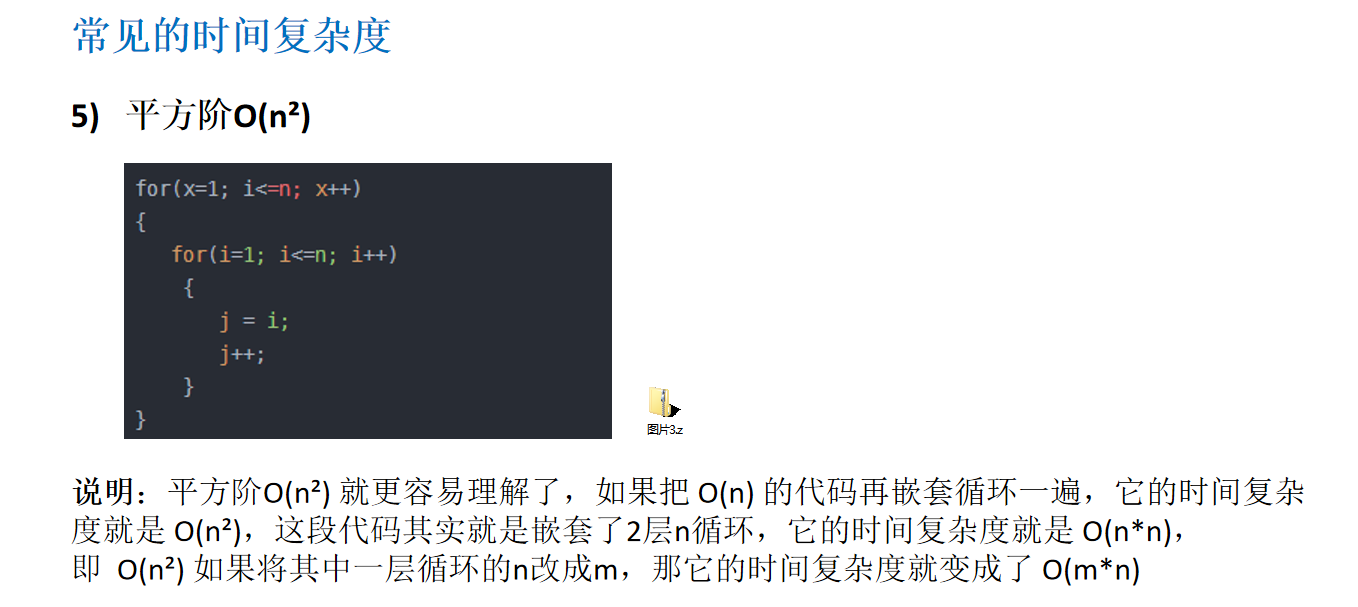 常见的时间复杂度
5) 平方阶O(n²)
for(x=1; i<=n; x++)
{
for(i=1; i<=n; i++)
{
j = i;
j++;
}
}
图片3.z
说明：平方阶O(n²) 就更容易理解了，如果把 O(n) 的代码再嵌套循环一遍，它的时间复杂
度就是 O(n²)，这段代码其实就是嵌套了2层n循环，它的时间复杂度就是 O(n*n)，
即 O(n²) 如果将其中一层循环的n改成m，那它的时间复杂度就变成了 O(m*n)